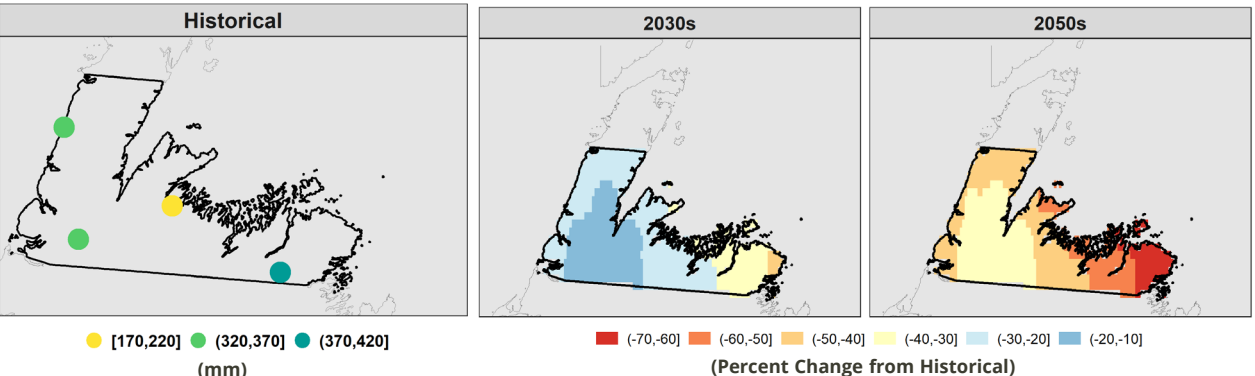 Historical
2030s
2050s
[170,220] (320,370] (370,420]
(mm)
(-70,-60] (-60,-50] (-50,-40] (-40,-30] (-30,-20] (-20,-10]
(Percent Change from Historical)